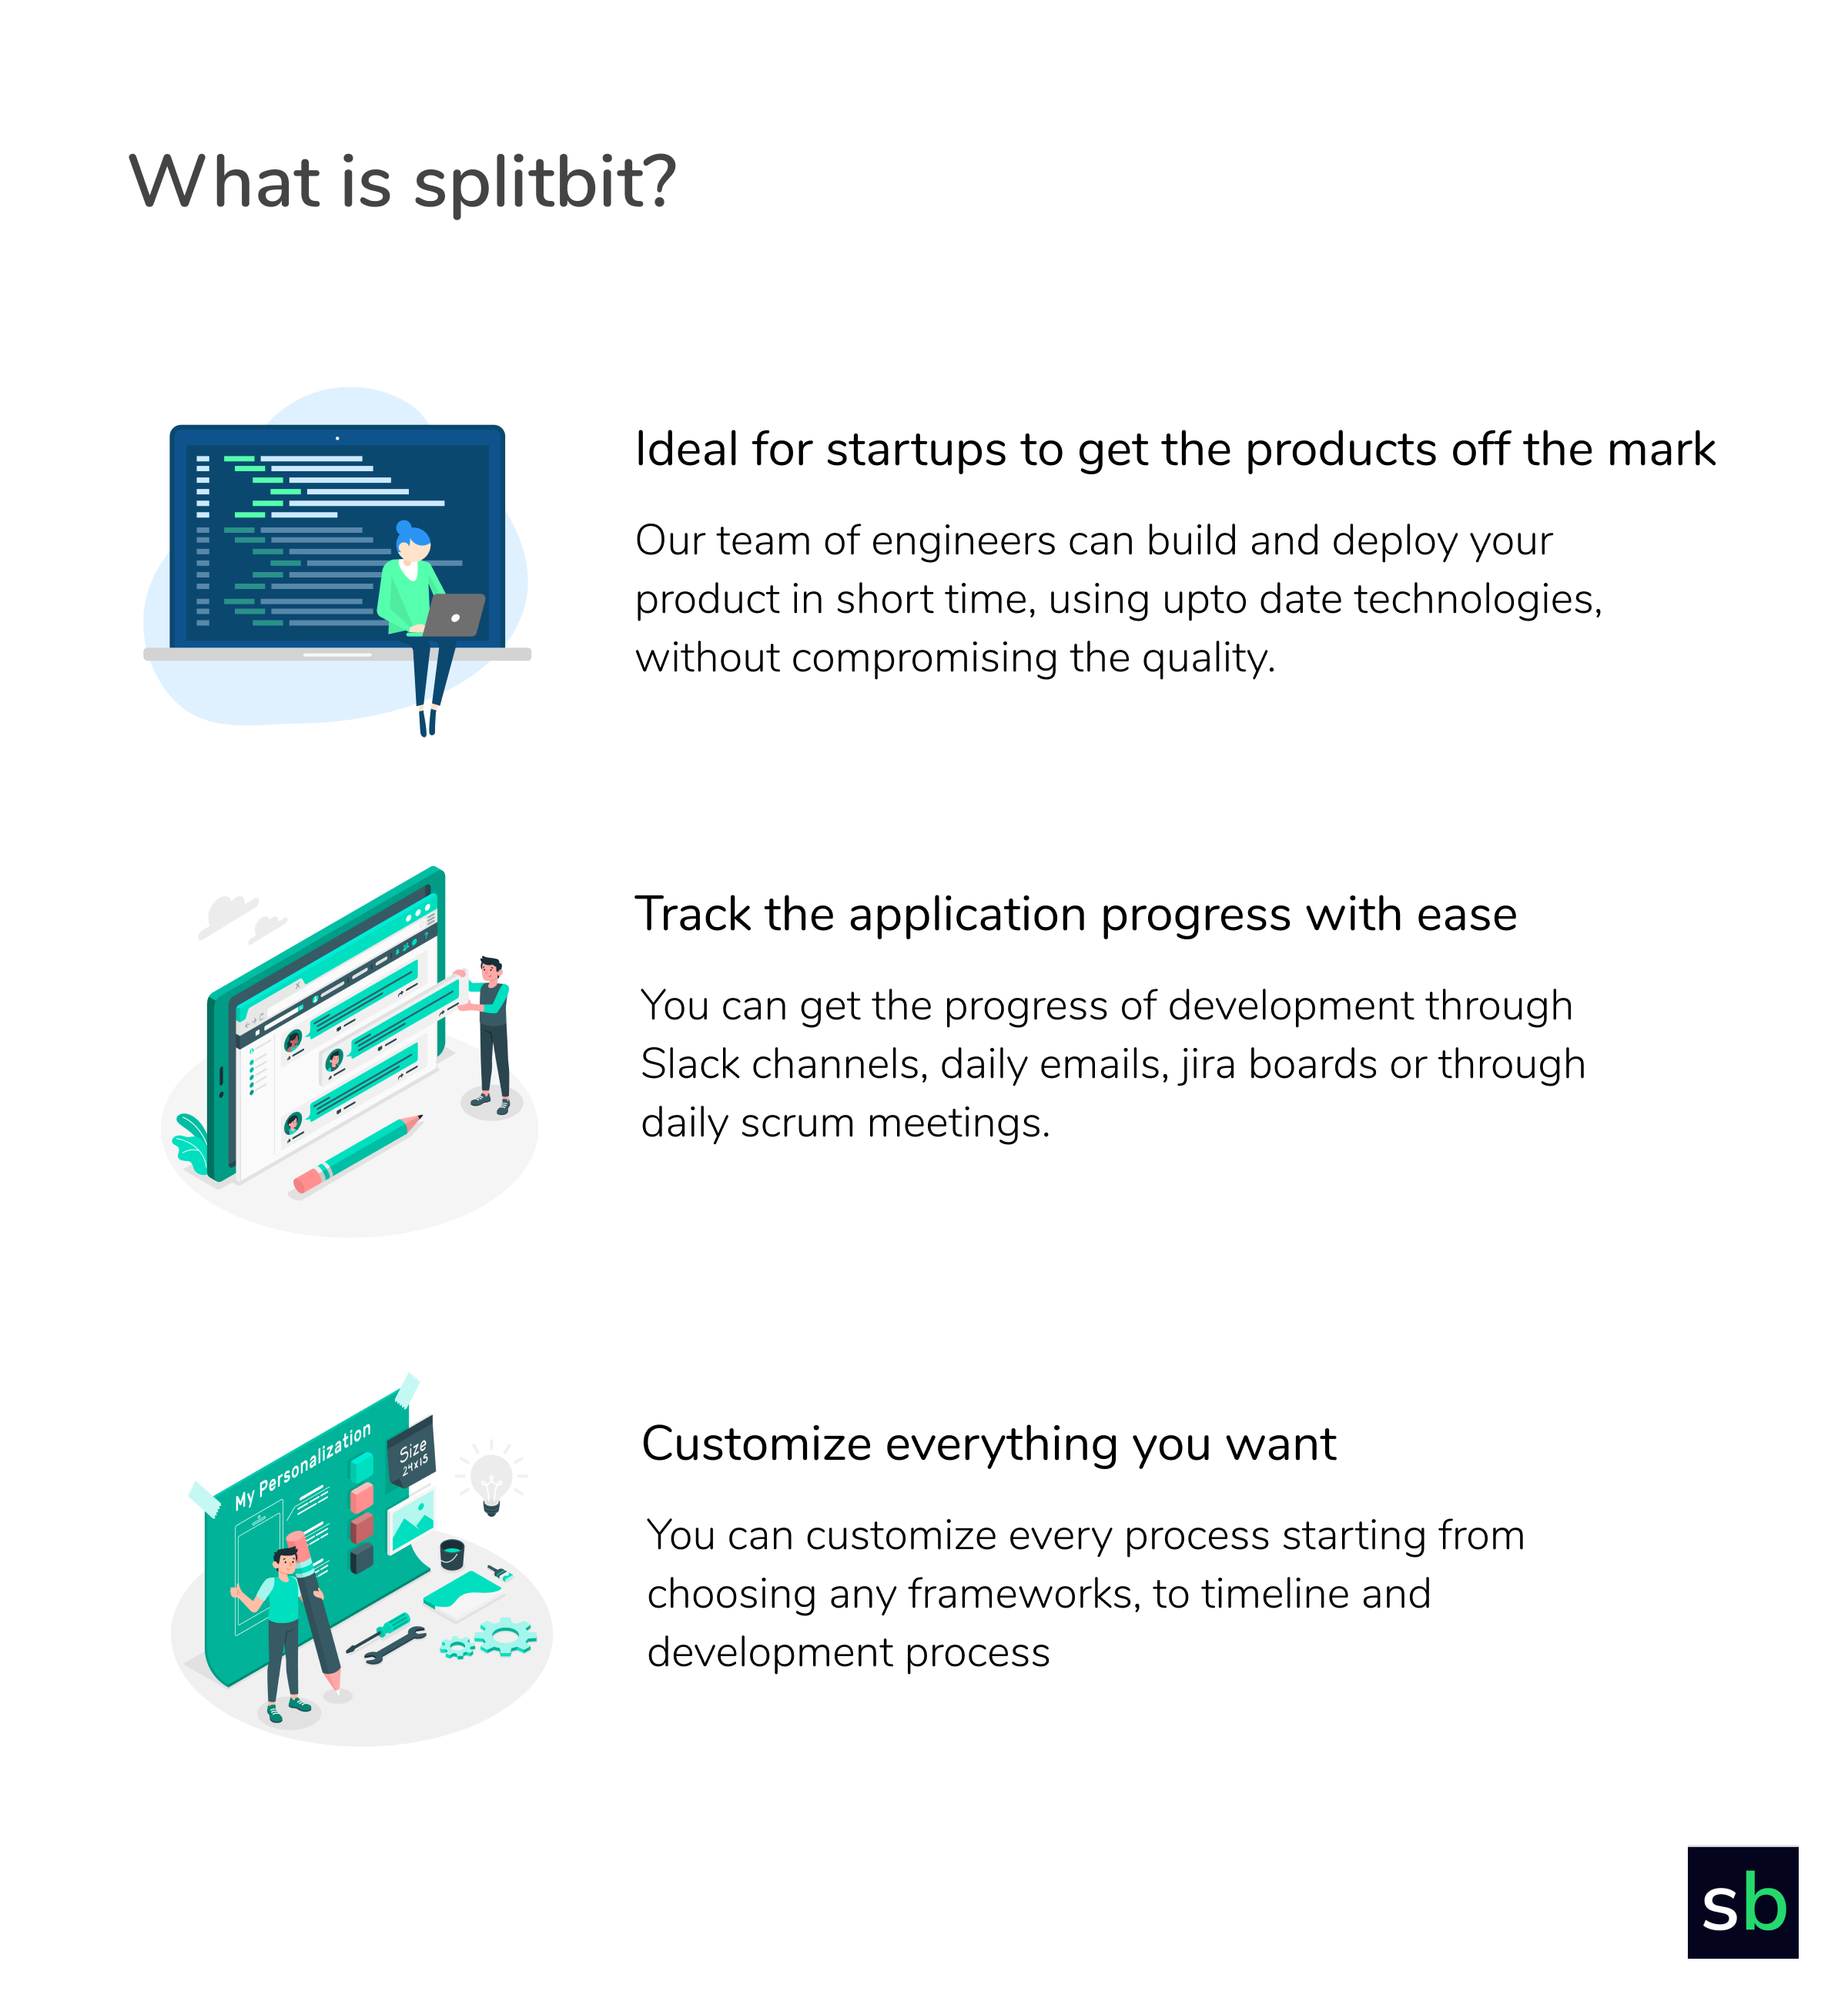 What is splitbit?
Ideal for startups to get the products off the mark
Our team of engineers can build and deploy your
product in short time, using upto date technologies,
without compromising the quality.
Track the application progress with ease
You can get the progress of development through
Slack channels, daily emails, jira boards or through
daily scrum meetings.
My Personalization
Size
24x15
Customize everything you want
You can customize every process starting from
choosing any frameworks, to timeline and
development process
sb